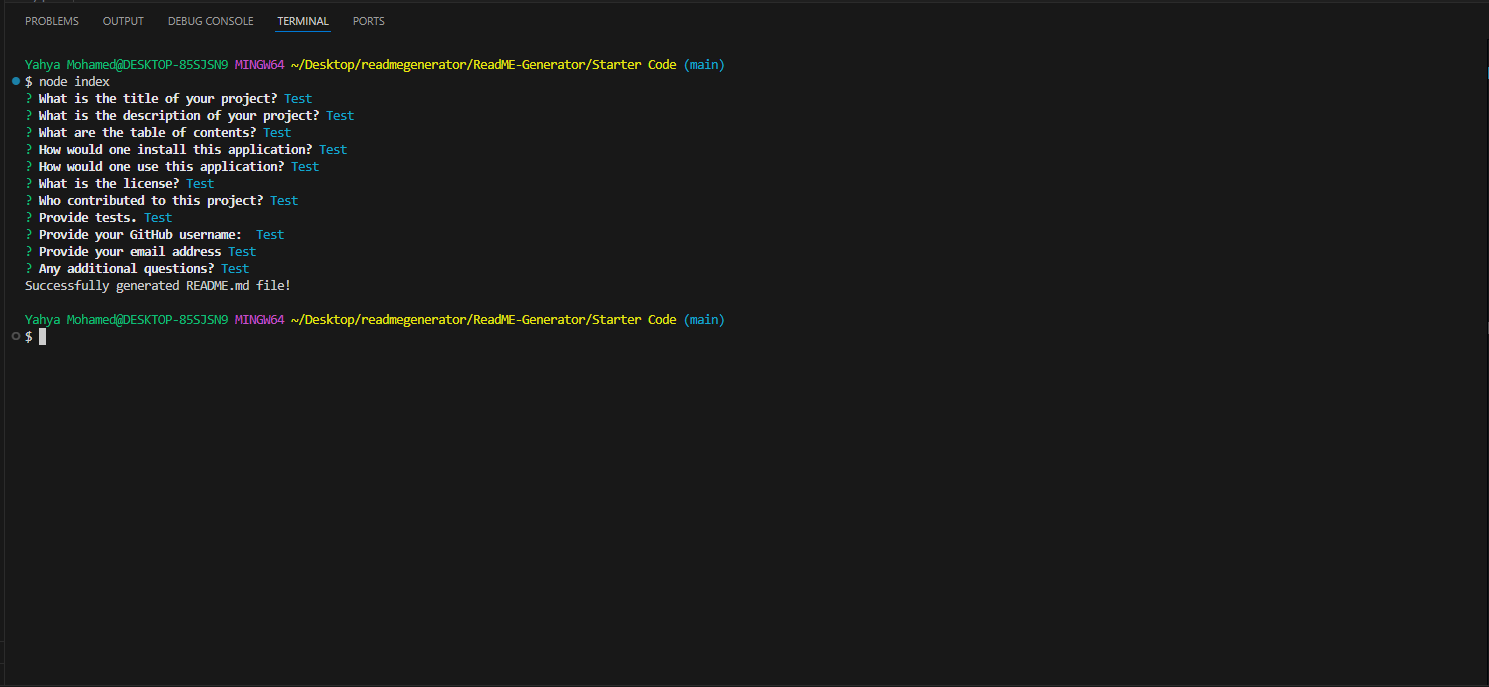 PROBLEMS OUTPUT DEBUG CONSOLE TERMINAL PORTS
Yahya Mohamed@DESKTOP-85SJSN9 MINGW64 ~/Desktop/readmegenerator/ReadME-Generator/Starter Code (main)
$ node index
? What is the title of your project? Test
? What is the description of your project? Test
? What are the table of contents? Test
? How would one install this application? Test
? How would one use this application? Test
? What is the license? Test
? Who contributed to this project? Test
? Provide tests. Test
? Provide your GitHub username:  Test
? Provide your email address Test
? Any additional questions? Test
Successfully generated README.md file!
Yahya Mohamed@DESKTOP-85SJSN9 MINGW64 ~/Desktop/readmegenerator/ReadME-Generator/Starter Code (main)
$